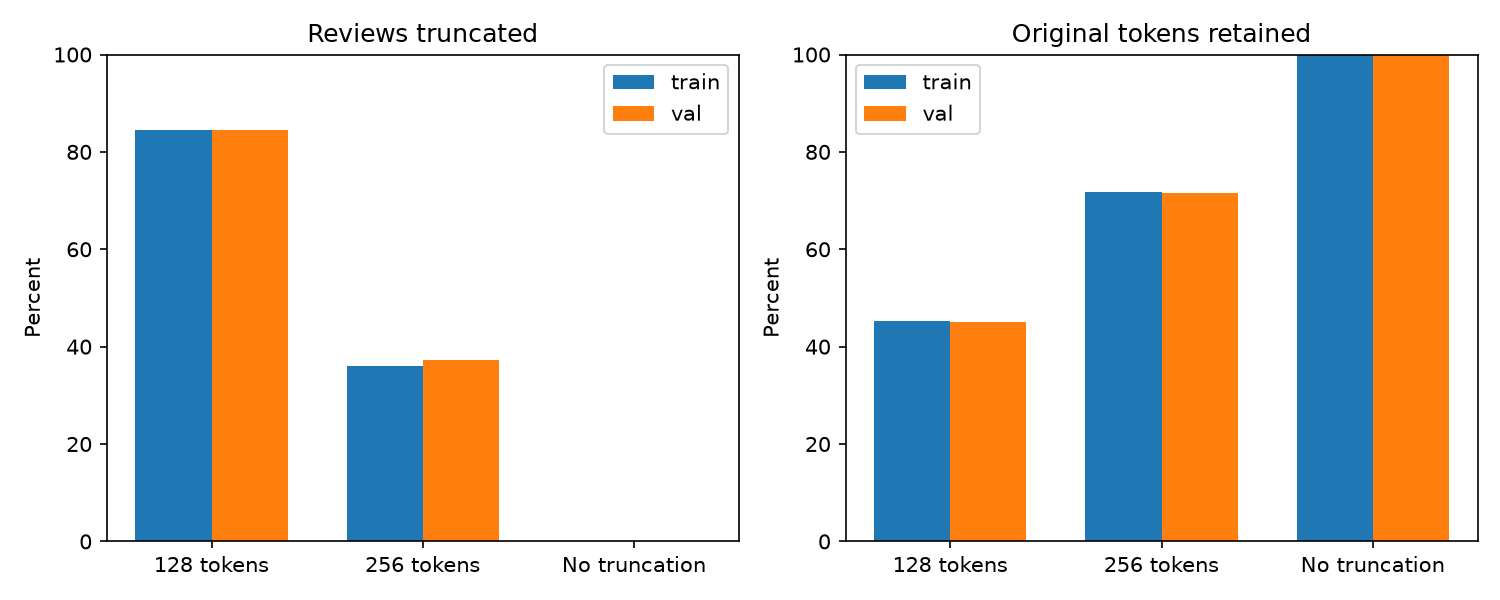 Reviews truncated
Percent
100
80
60
40
20
0
train
val
128 tokens
256 tokens
No truncation
Original tokens retained
Percent
100
80
60
40
20
0
train
val
128 tokens
256 tokens
No truncation